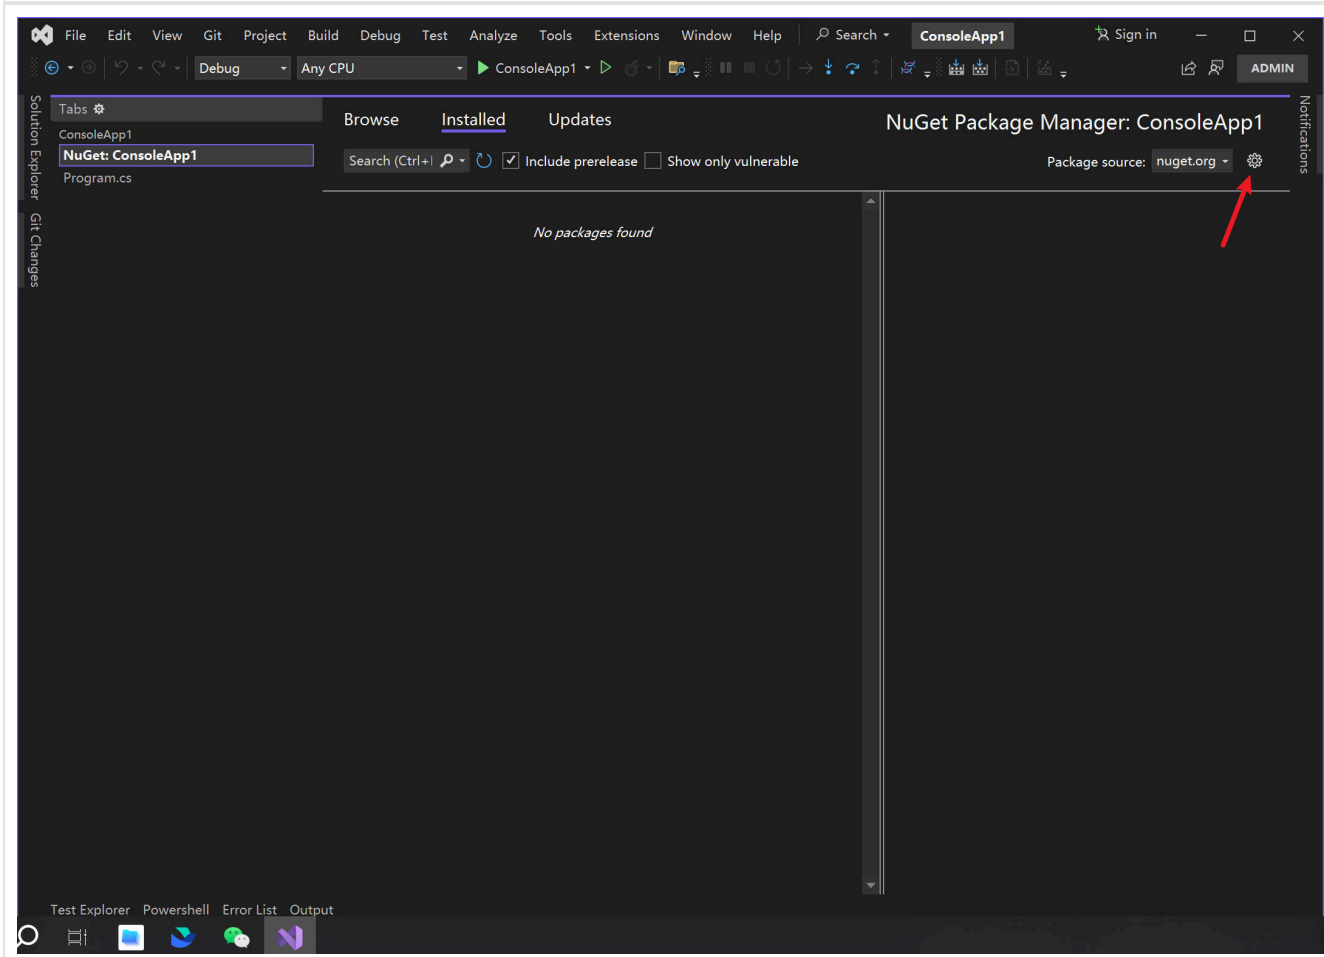 File Edit View Git Project Build Debug Test Analyze Tools Extensions Window Help Search ConsoleApp1 Sign in
Debug Any CPU ConsoleApp1 ADMIN
Solution Explorer
Git Changes
Tabs
ConsoleApp1
NuGet: ConsoleApp1
Program.cs
Browse Installed Updates
NuGet Package Manager: ConsoleApp1
Search (Ctrl+ Include prerelease Show only vulnerable
Package source: nuget.org
No packages found
Notifications
Test Explorer Powershell Error List Output